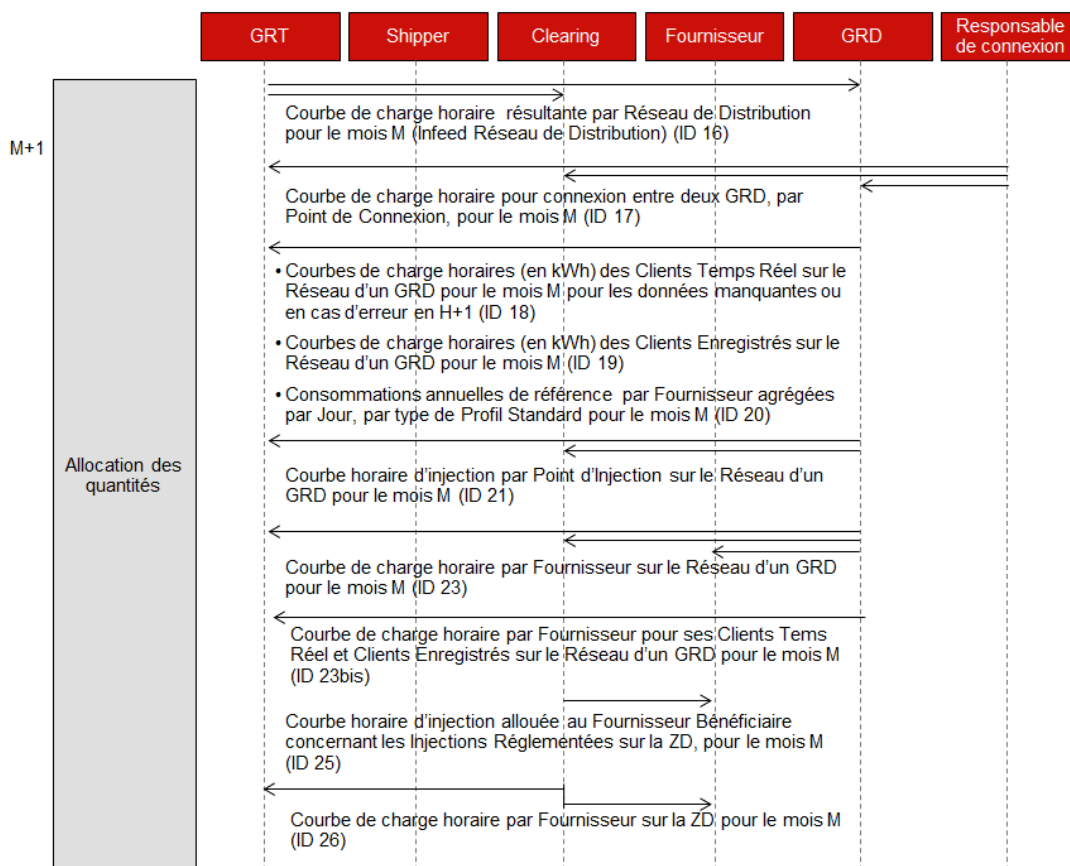 GRT
Shipper
Clearing
Fournisseur
GRD
Responsable
de connexion
M+1
Allocation des
quantités
Courbe de charge horaire résultante par Réseau de Distribution
pour le mois M (Infeed Réseau de Distribution) (ID 16)
Courbe de charge horaire pour connexion entre deux GRD, par
Point de Connexion, pour le mois M (ID 17)
• Courbes de charge horaires (en kWh) des Clients Temps Réel sur le
Réseau d'un GRD pour le mois M pour les données manquantes ou
en cas d'erreur en H+1 (ID 18)
• Courbes de charge horaires (en kWh) des Clients Enregistrés sur le
Réseau d'un GRD pour le mois M (ID 19)
• Consommations annuelles de référence par Fournisseur agrégées
par Jour, par type de Profil Standard pour le mois M (ID 20)
Courbe horaire d'injection par Point d'Injection sur le Réseau d'un
GRD pour le mois M (ID 21)
Courbe de charge horaire par Fournisseur sur le Réseau d'un GRD
pour le mois M (ID 23)
Courbe de charge horaire par Fournisseur pour ses Clients Tems
Réel et Clients Enregistrés sur le Réseau d'un GRD pour le mois M
(ID 23bis)
Courbe horaire d'injection allouée au Fournisseur Bénéficiaire
concernant les Injections Réglementées sur la ZD, pour le mois M
(ID 25)
Courbe de charge horaire par Fournisseur sur la ZD pour le mois M
(ID 26)